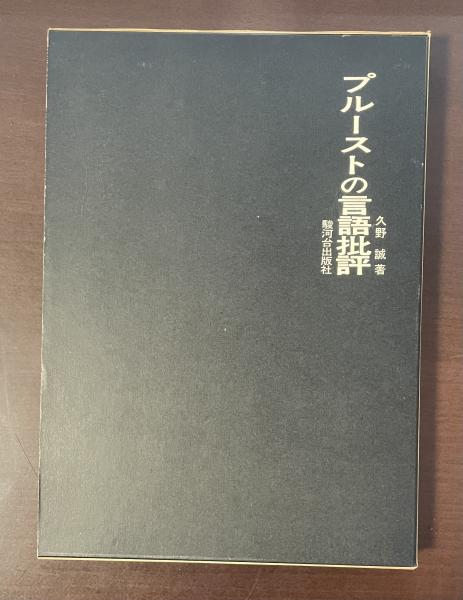 久野 誠 著
プルーストの言語批評
駿河台出版社